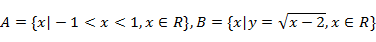 A = {x| − 1 < x < 1, x ∈ R}, B = {x|y = √x − 2, x ∈ R}